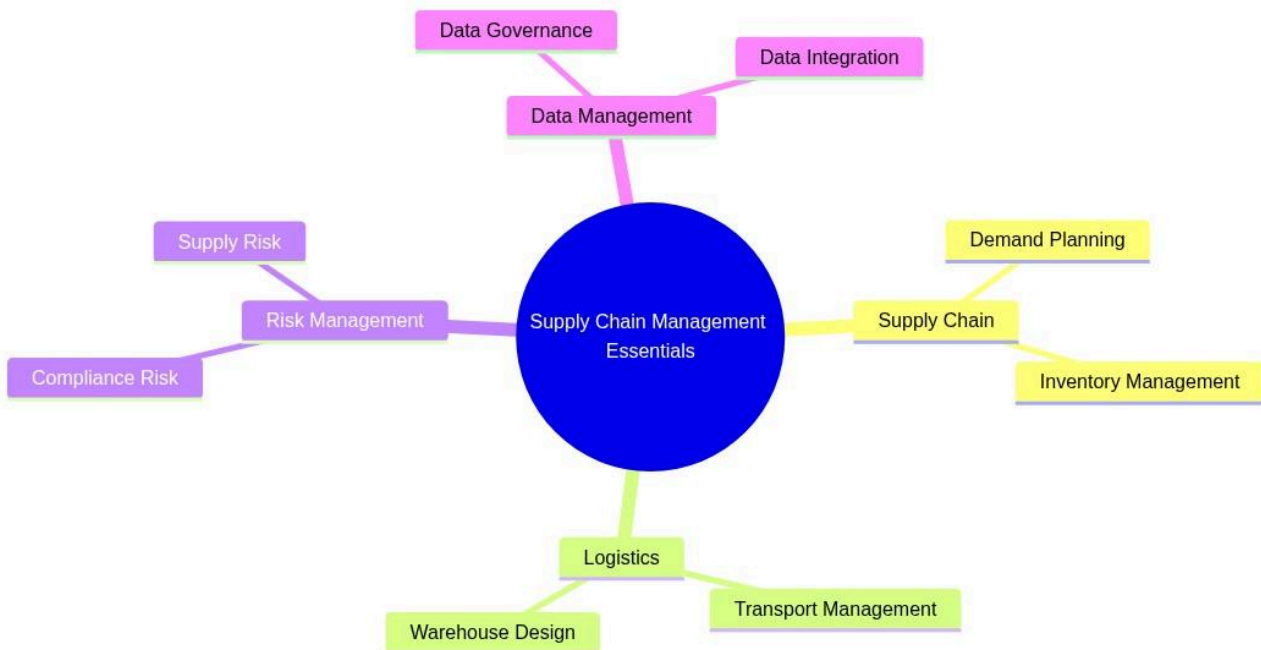 Data Governance
Data Integration
Data Management
Supply Risk
Demand Planning
Risk Management
Supply Chain Management
Essentials
Supply Chain
Compliance Risk
Inventory Management
Logistics
Transport Management
Warehouse Design